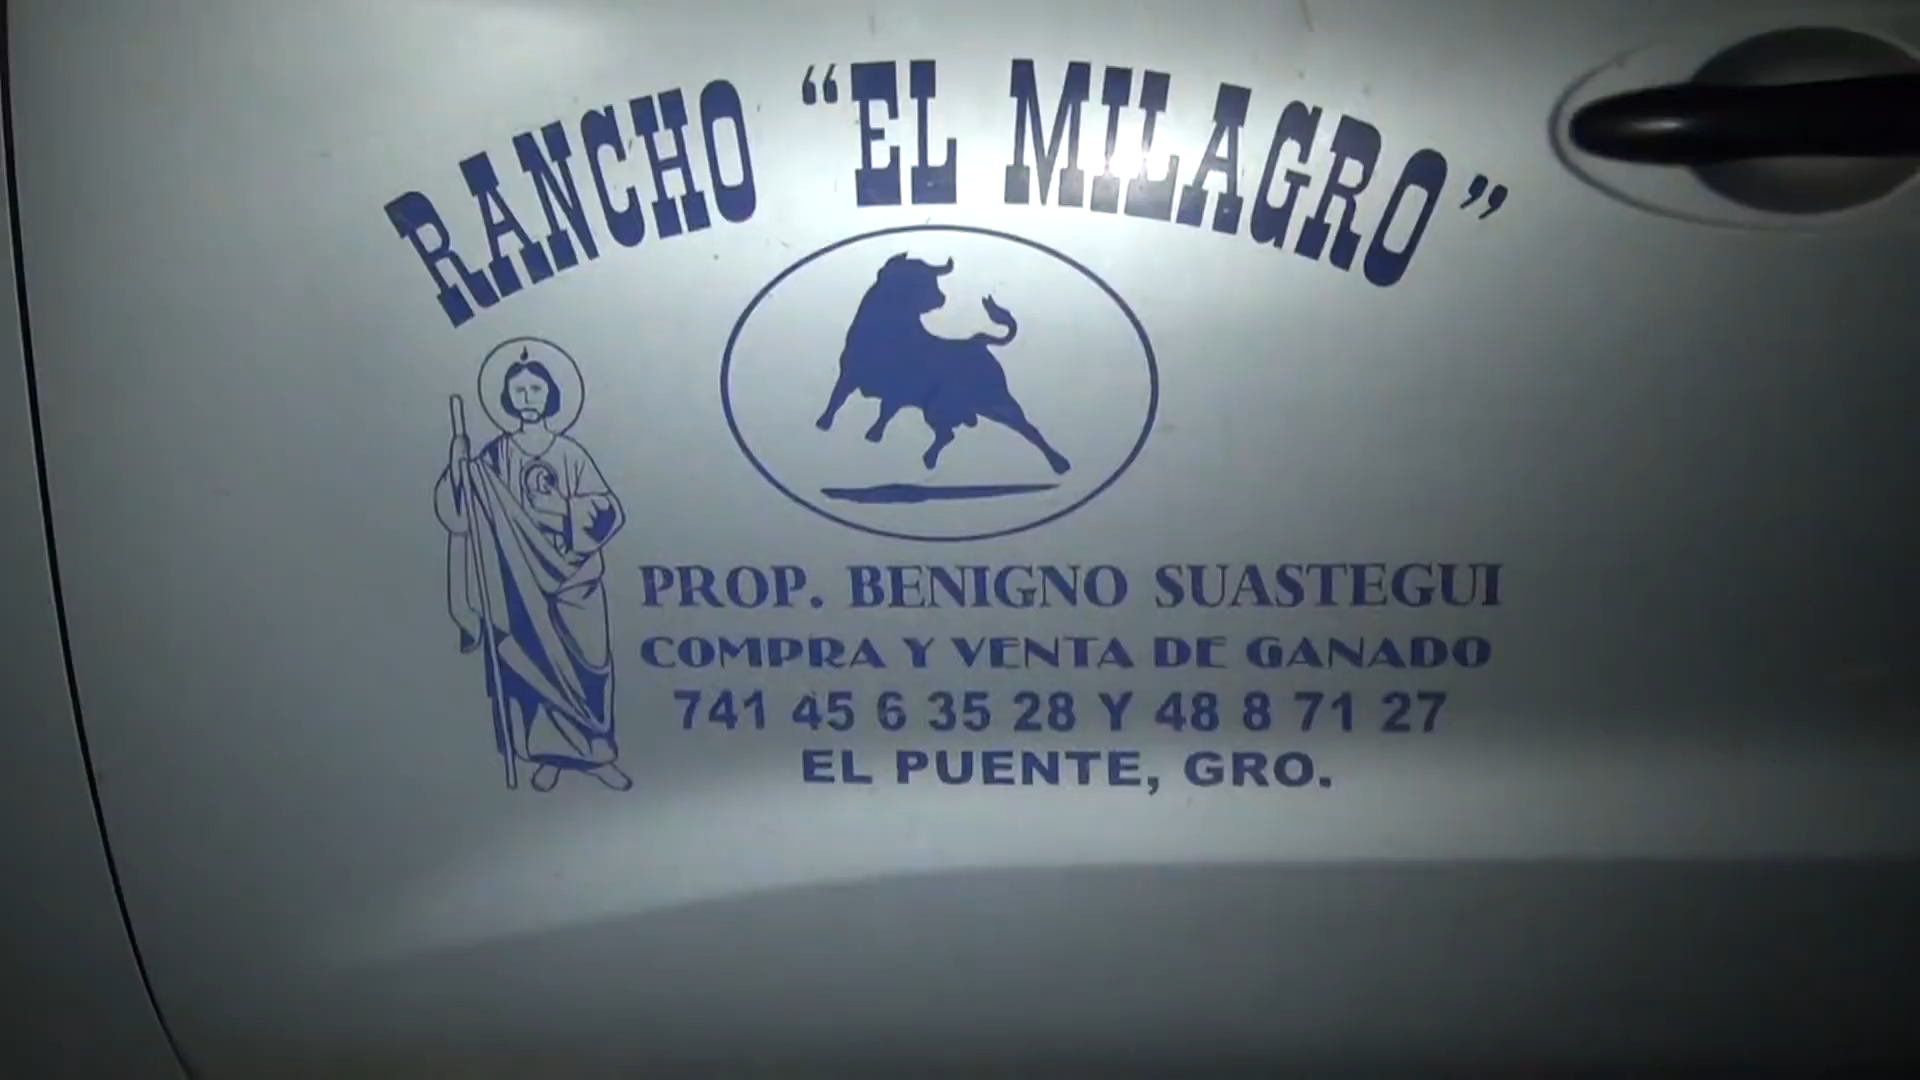 RANCHO “EL MILAGRO”
PROP. BENIGNO SUASTEGUI
COMPRA Y VENTA DE GANADO
741 45 6 35 28 Y 48 8 71 27
EL PUENTE, GRO.